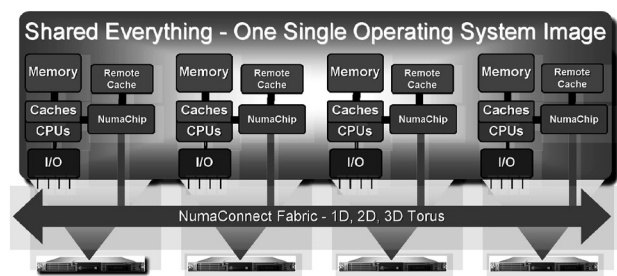 Shared Everything - One Single Operating System Image
Memory
Remote
Cache
Caches
CPUs
NumaChip
I/O
Memory
Remote
Cache
Caches
CPUs
NumaChip
I/O
Memory
Remote
Cache
Caches
CPUs
NumaChip
I/O
Memory
Remote
Cache
Caches
CPUs
NumaChip
I/O
NumaConnect Fabric - 1D, 2D, 3D Torus